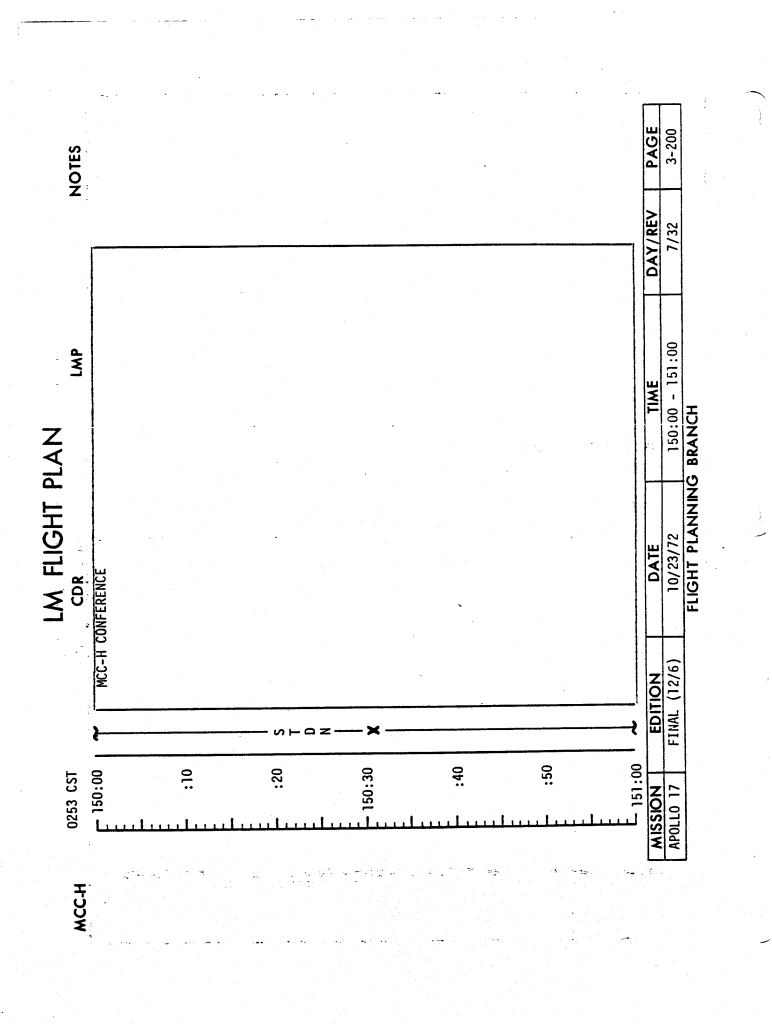 LM FLIGHT PLAN
MCC-H 0253 CST CDR LMP NOTES
150:00 MCC-H CONFERENCE
:10
:20
S
T
D
N
150:30
X
:40
:50
151:00
MISSION EDITION DATE TIME DAY/REV PAGE
APOLLO 17 FINAL (12/6) 10/23/72 150:00 - 151:00 7/32 3-200
FLIGHT PLANNING BRANCH